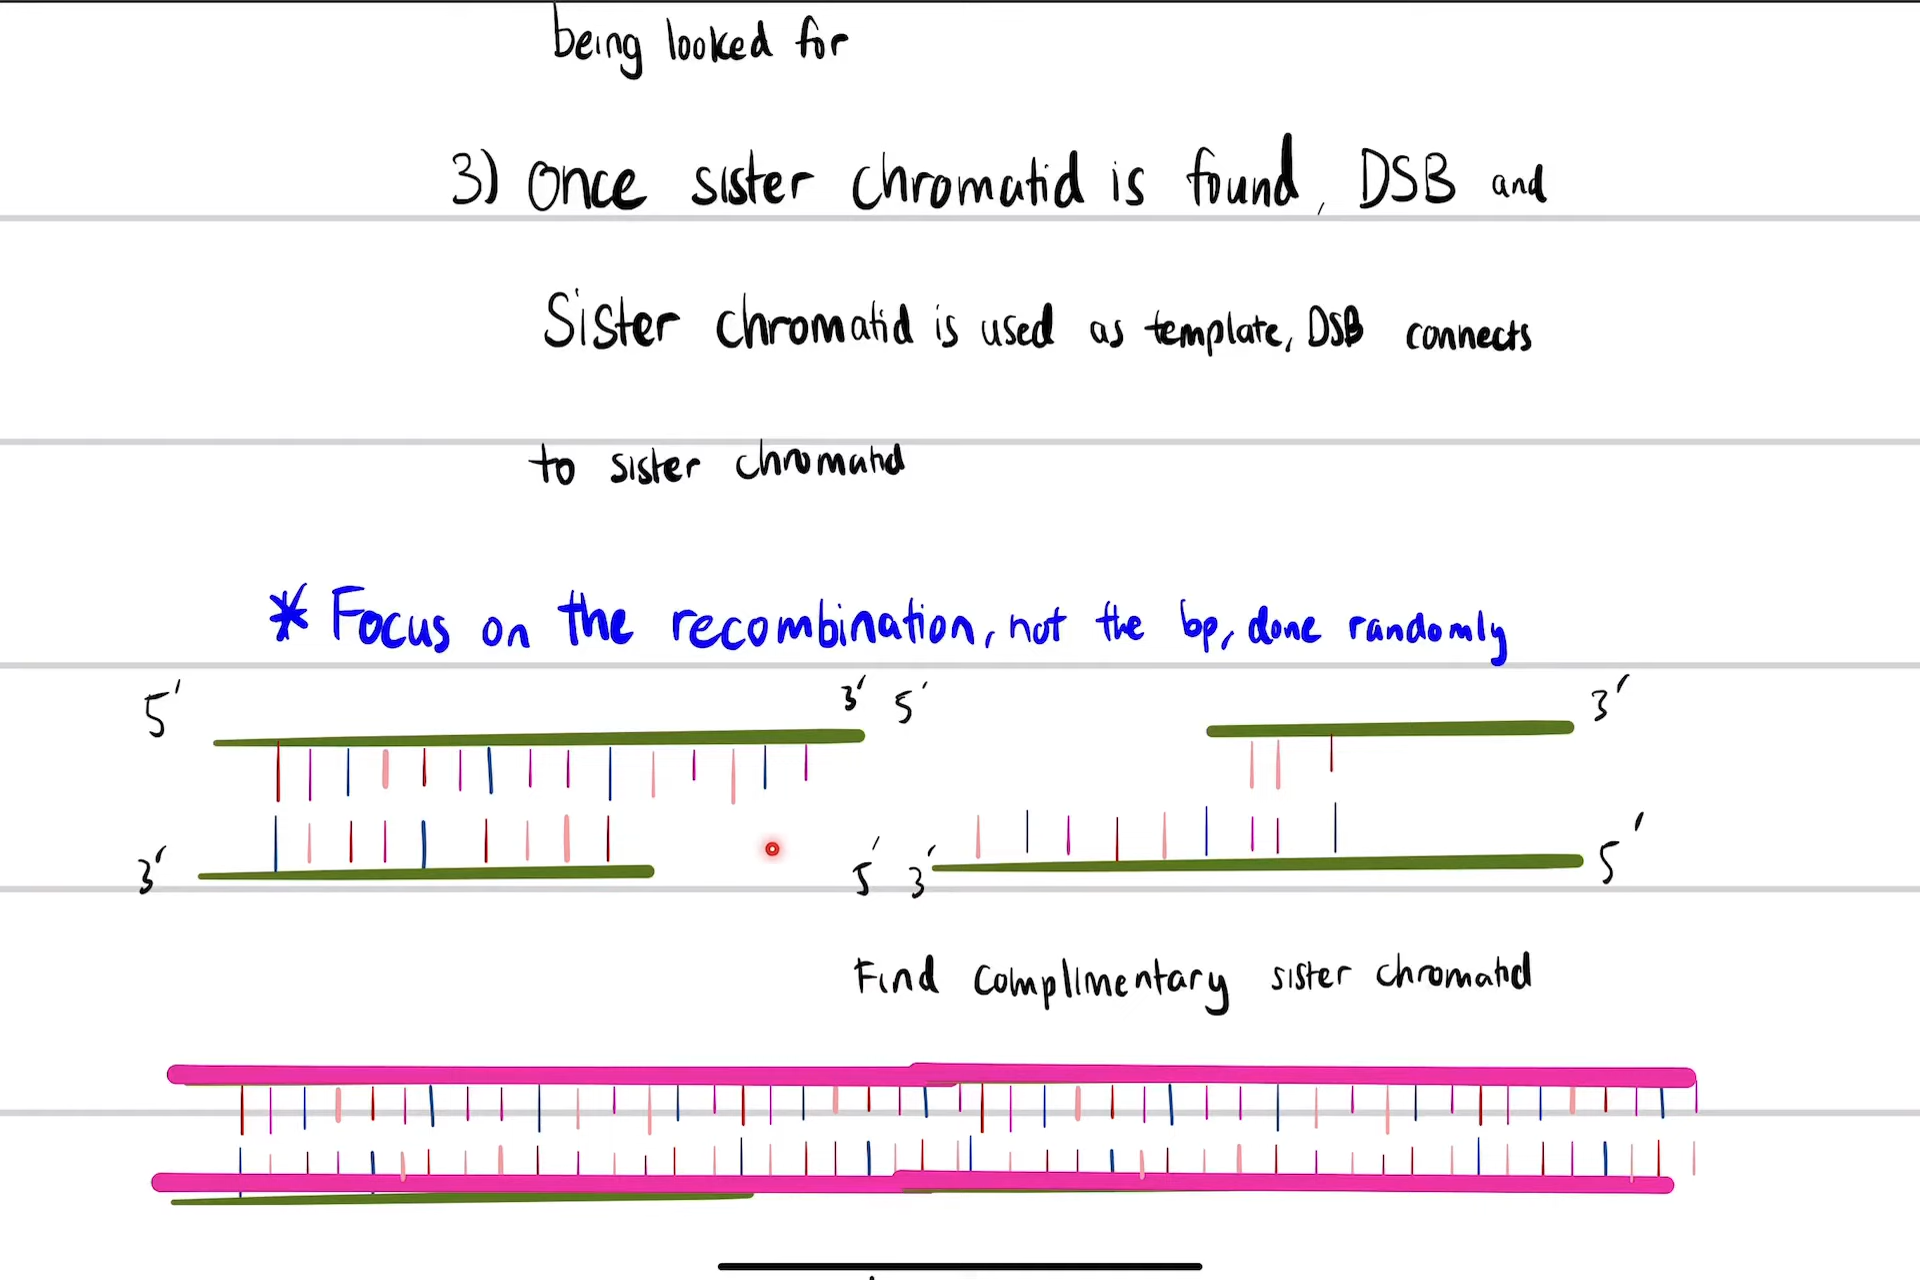 being looked for
3) Once sister chromatid is found, DSB and
Sister chromatid is used as template, DSB connects
to sister chromatid
* Focus on the recombination, not the bp, done randomly
5' 3' 5' 3'
3' 5' 3' 5'
Find complimentary sister chromatid